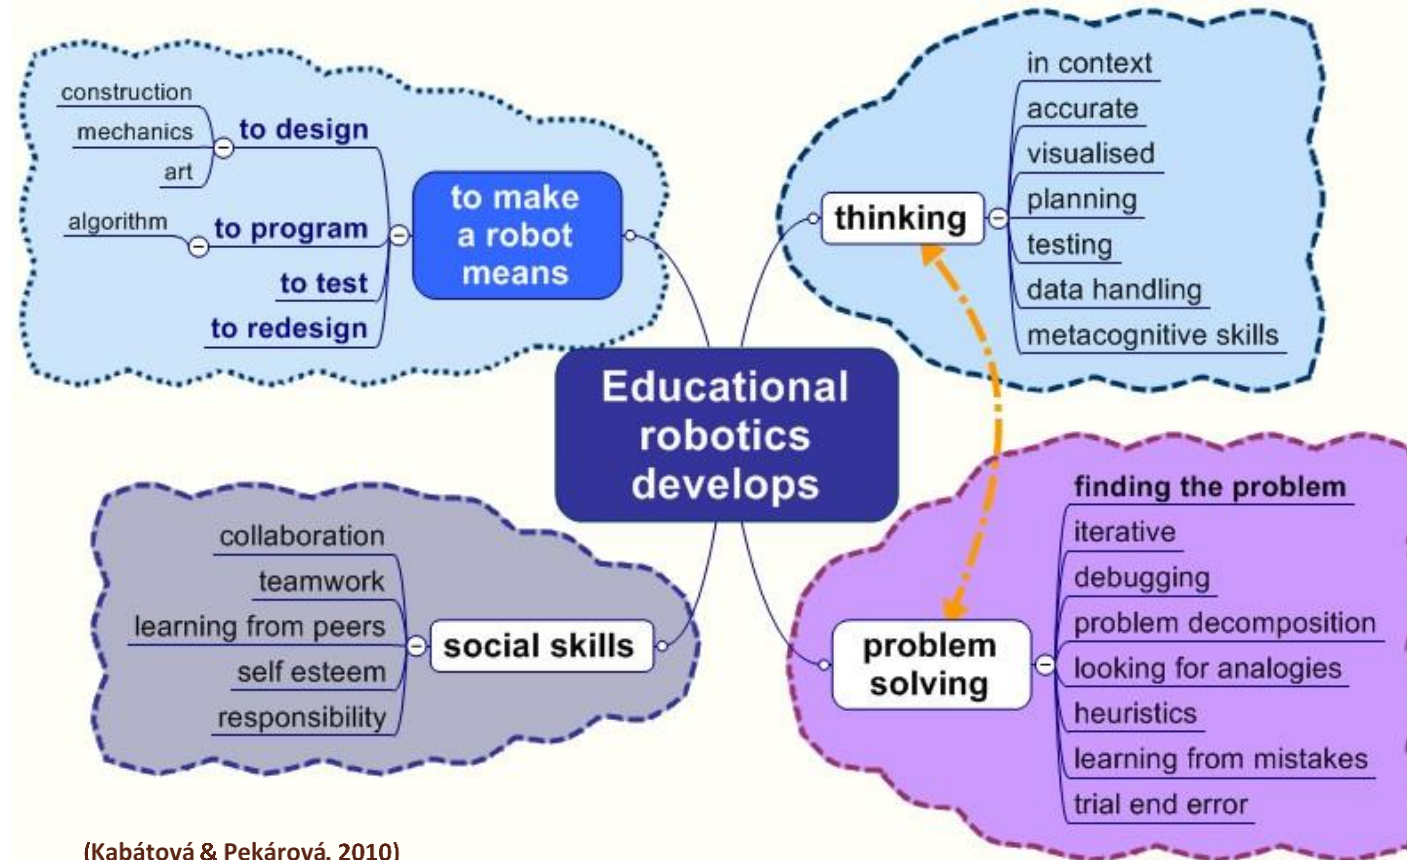 Educational
robotics
develops
to make
a robot
means
to design
construction
mechanics
art
to program
algorithm
to test
to redesign
thinking
in context
accurate
visualised
planning
testing
data handling
metacognitive skills
social skills
collaboration
teamwork
learning from peers
self esteem
responsibility
problem
solving
finding the problem
iterative
debugging
problem decomposition
looking for analogies
heuristics
learning from mistakes
trial end error
(Kabátová & Pekárová, 2010)